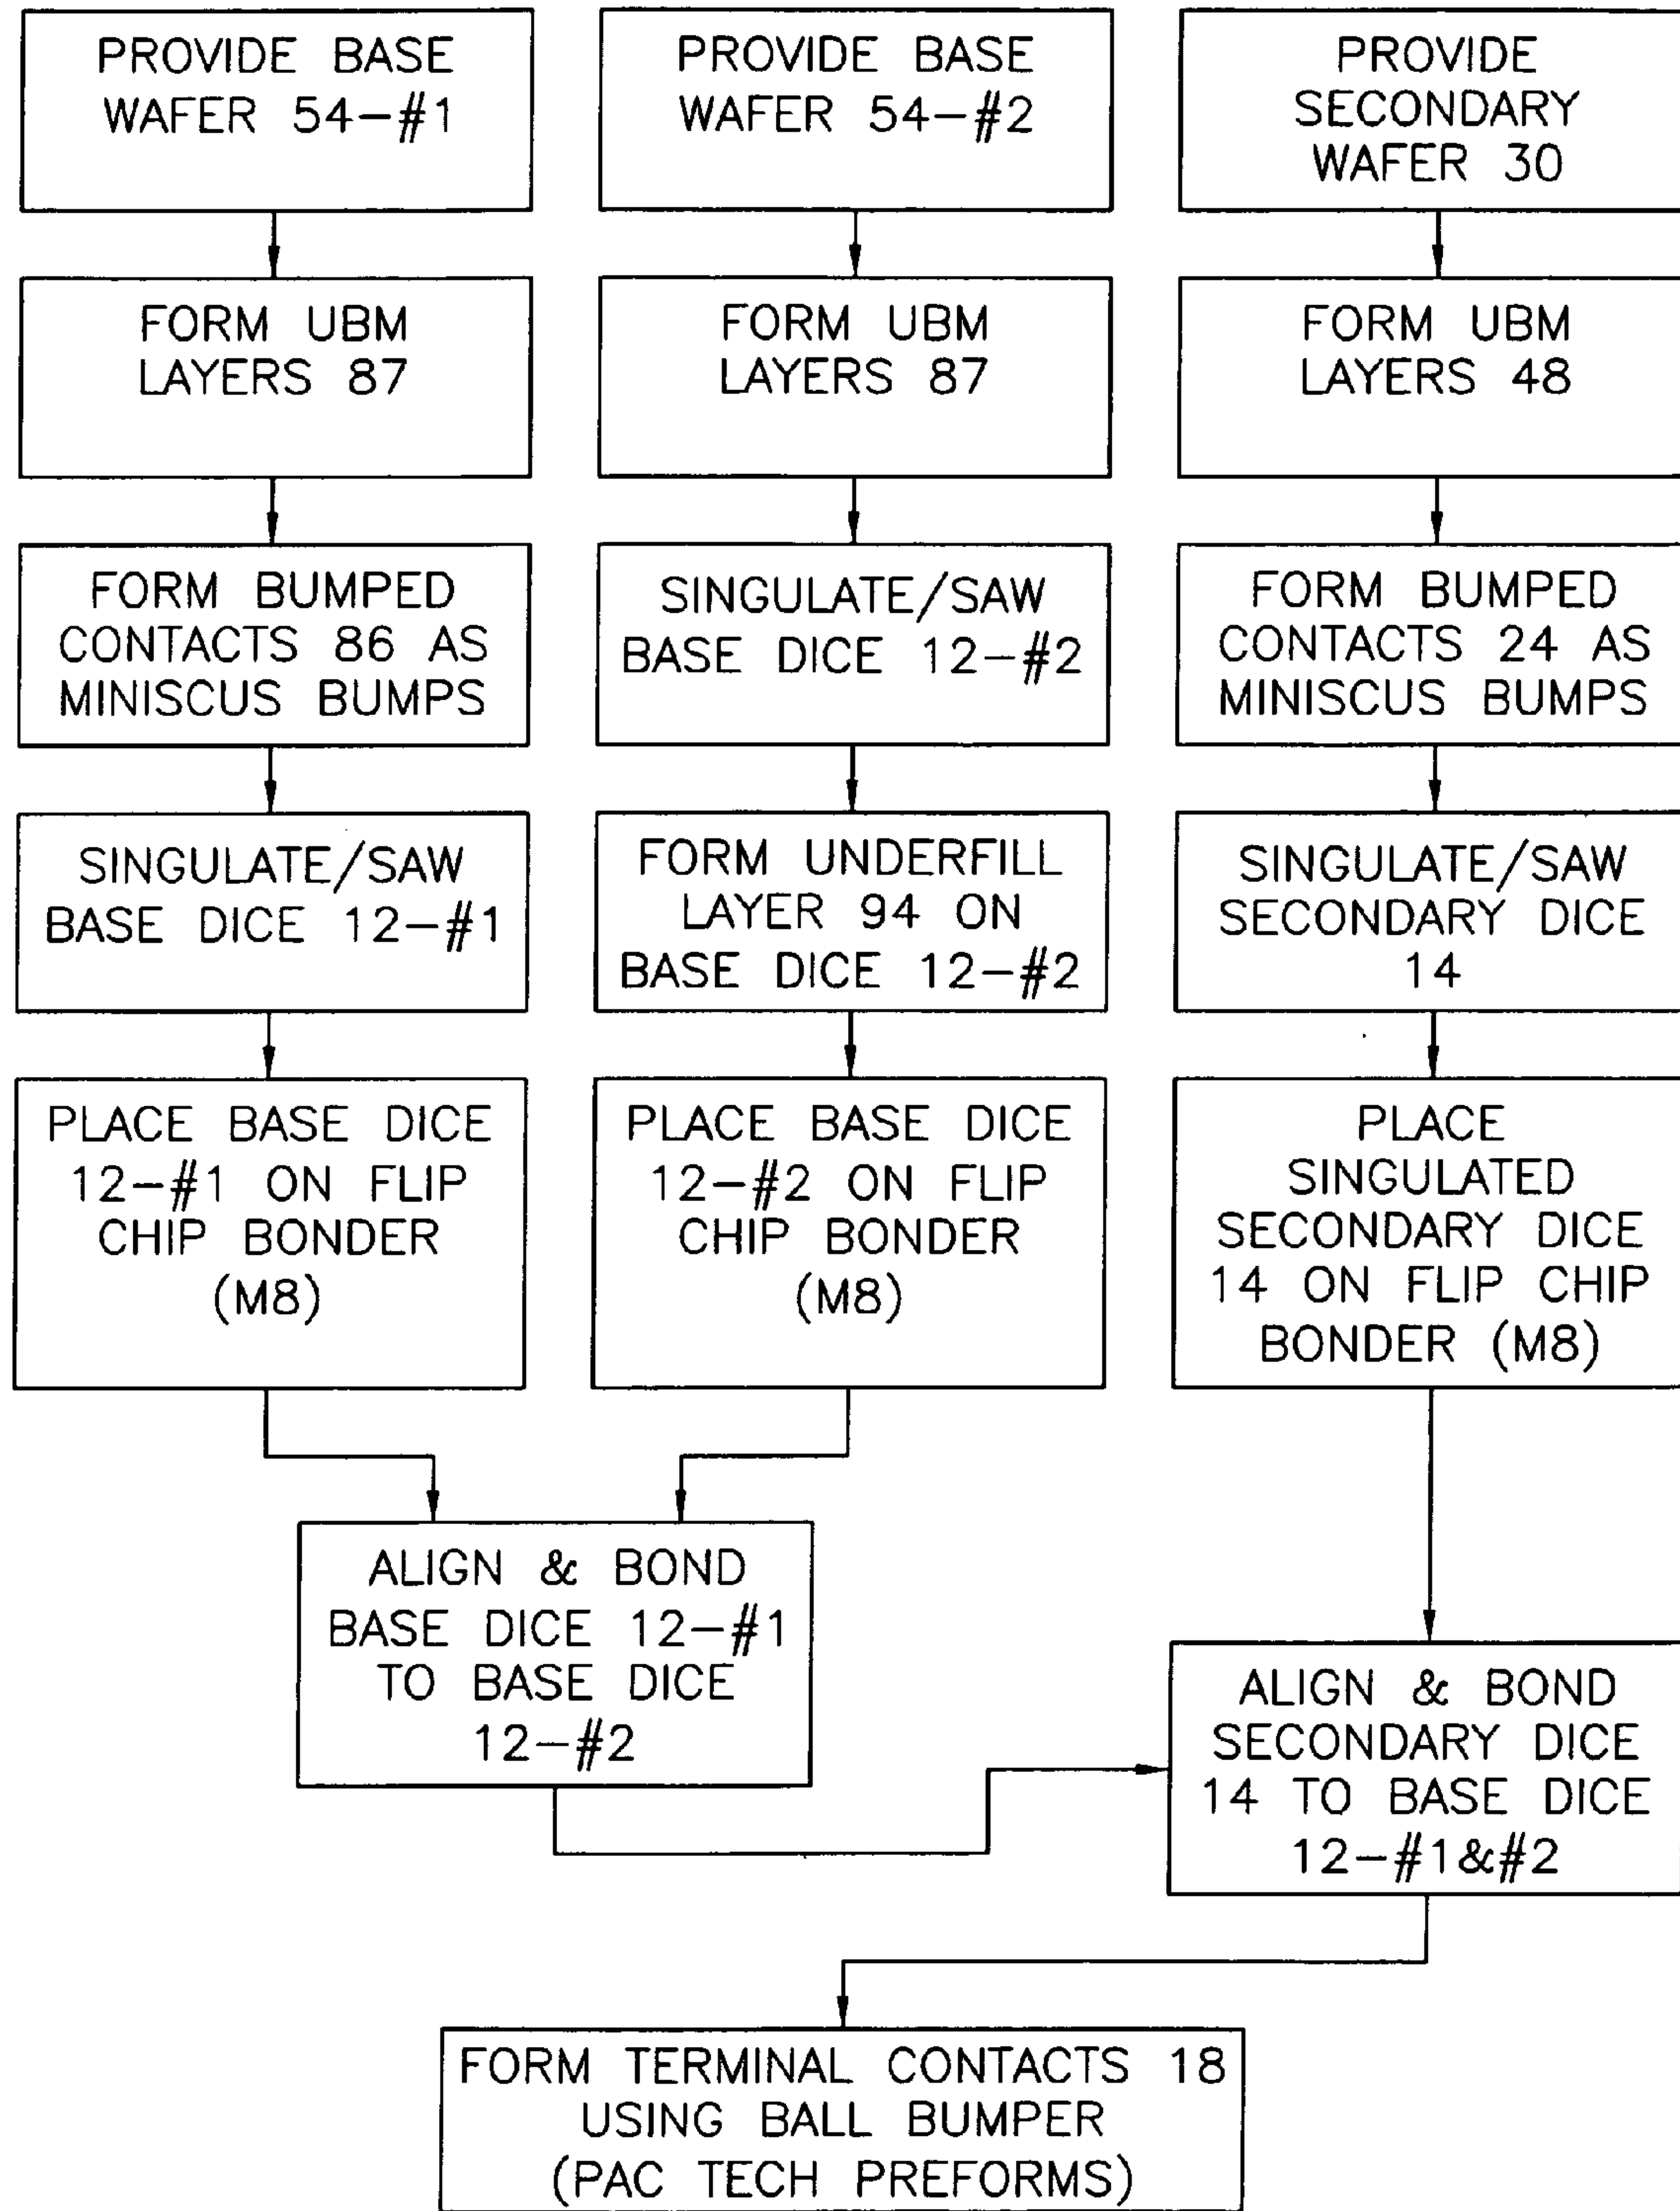 PROVIDE BASE
WAFER 54-#1
PROVIDE BASE
WAFER 54-#2
PROVIDE
SECONDARY
WAFER 30
FORM UBM
LAYERS 87
FORM UBM
LAYERS 87
FORM UBM
LAYERS 48
FORM BUMPED
CONTACTS 86 AS
MINISCUS BUMPS
SINGULATE/SAW
BASE DICE 12-#2
FORM BUMPED
CONTACTS 24 AS
MINISCUS BUMPS
SINGULATE/SAW
BASE DICE 12-#1
FORM UNDERFILL
LAYER 94 ON
BASE DICE 12-#2
SINGULATE/SAW
SECONDARY DICE
14
PLACE BASE DICE
12-#1 ON FLIP
CHIP BONDER
(M8)
PLACE BASE DICE
12-#2 ON FLIP
CHIP BONDER
(M8)
PLACE
SINGULATED
SECONDARY DICE
14 ON FLIP CHIP
BONDER (M8)
ALIGN & BOND
BASE DICE 12-#1
TO BASE DICE
12-#2
ALIGN & BOND
SECONDARY DICE
14 TO BASE DICE
12-#1&#2
FORM TERMINAL CONTACTS 18
USING BALL BUMPER
(PAC TECH PREFORMS)